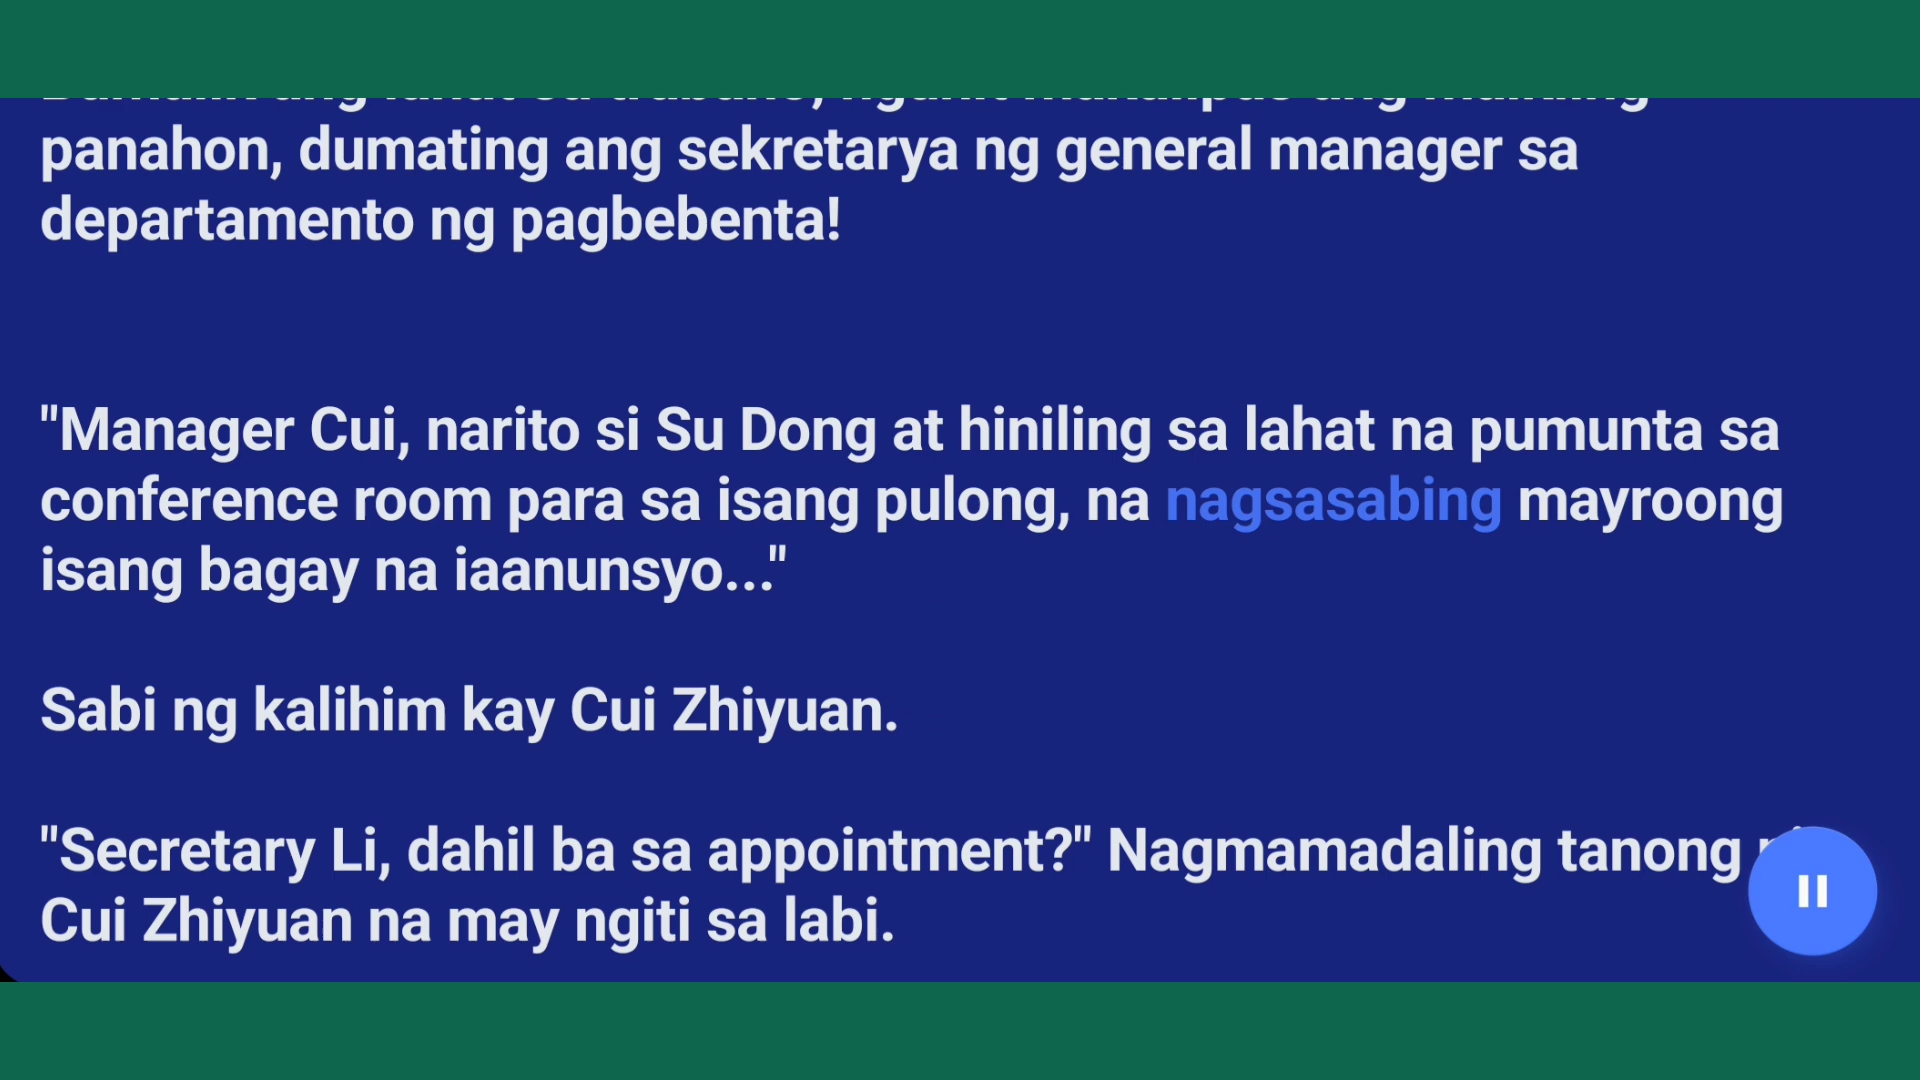 panahon, dumating ang sekretarya ng general manager sa
departamento ng pagbebenta!
"Manager Cui, narito si Su Dong at hiniling sa lahat na pumunta sa
conference room para sa isang pulong, na nagsasabing mayroong
isang bagay na iaanunsyo..."
Sabi ng kalihim kay Cui Zhiyuan.
"Secretary Li, dahil ba sa appointment?" Nagmamadaling tanong
Cui Zhiyuan na may ngiti sa labi.